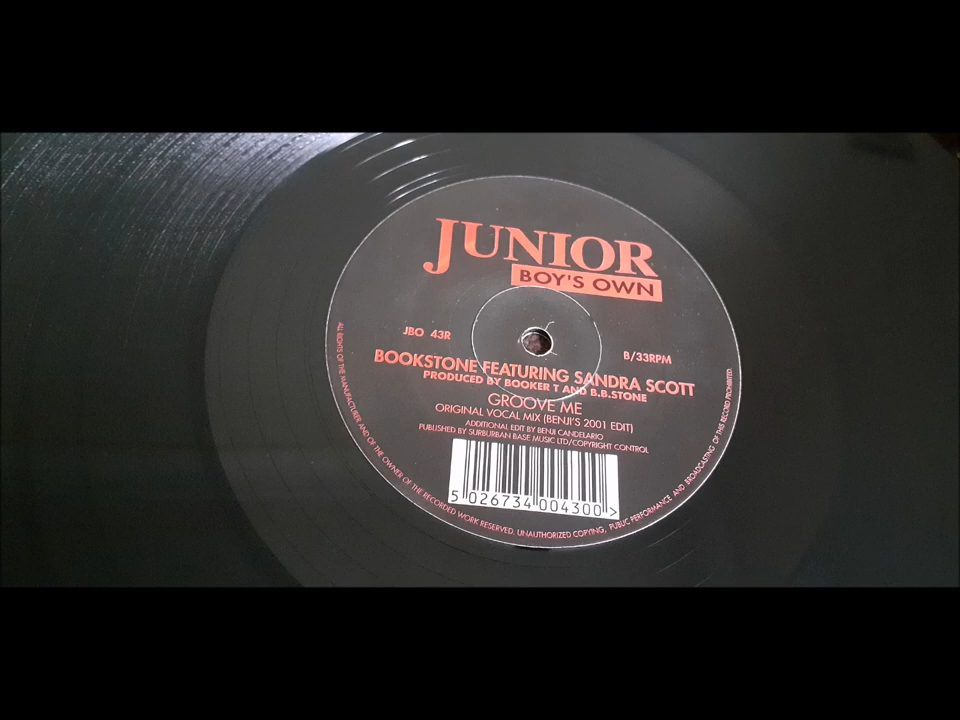 JUNIOR
BOY'S OWN
JBO 43R
B/33RPM
BOOKSTONE FEATURING SANDRA SCOTT
PRODUCED BY BOOKER T AND B.B.STONE
GROOVE ME
ORIGINAL VOCAL MIX (BENJI'S 2001 EDIT)
ADDITIONAL EDIT BY BENJI CANDELARIO
PUBLISHED BY SURBURBAN BASE MUSIC LTD/COPYRIGHT CONTROL
5 026734 004300 >
ALL RIGHTS OF THE MANUFACTURER AND OF THE OWNER OF THE RECORDED WORK RESERVED. UNAUTHORIZED COPYING, PUBLIC PERFORMANCE AND BROADCASTING OF THIS RECORD PROHIBITED.